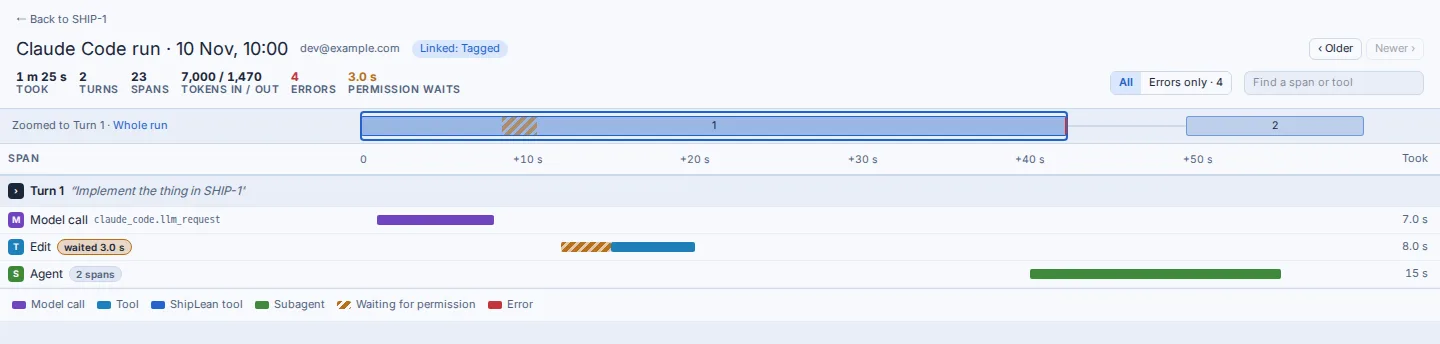 ← Back to SHIP-1
Claude Code run · 10 Nov, 10:00 dev@example.com Linked: Tagged ‹ Older Newer ›
1 m 25 s 2 23 7,000 / 1,470 4 3.0 s
TOOK TURNS SPANS TOKENS IN / OUT ERRORS PERMISSION WAITS
All Errors only · 4 Find a span or tool
Zoomed to Turn 1 · Whole run 1 2
SPAN 0 +10 s +20 s +30 s +40 s +50 s Took
› Turn 1 "Implement the thing in SHIP-1"
M Model call claude_code.llm_request 7.0 s
T Edit waited 3.0 s 8.0 s
S Agent 2 spans 15 s
Model call Tool ShipLean tool Subagent Waiting for permission Error